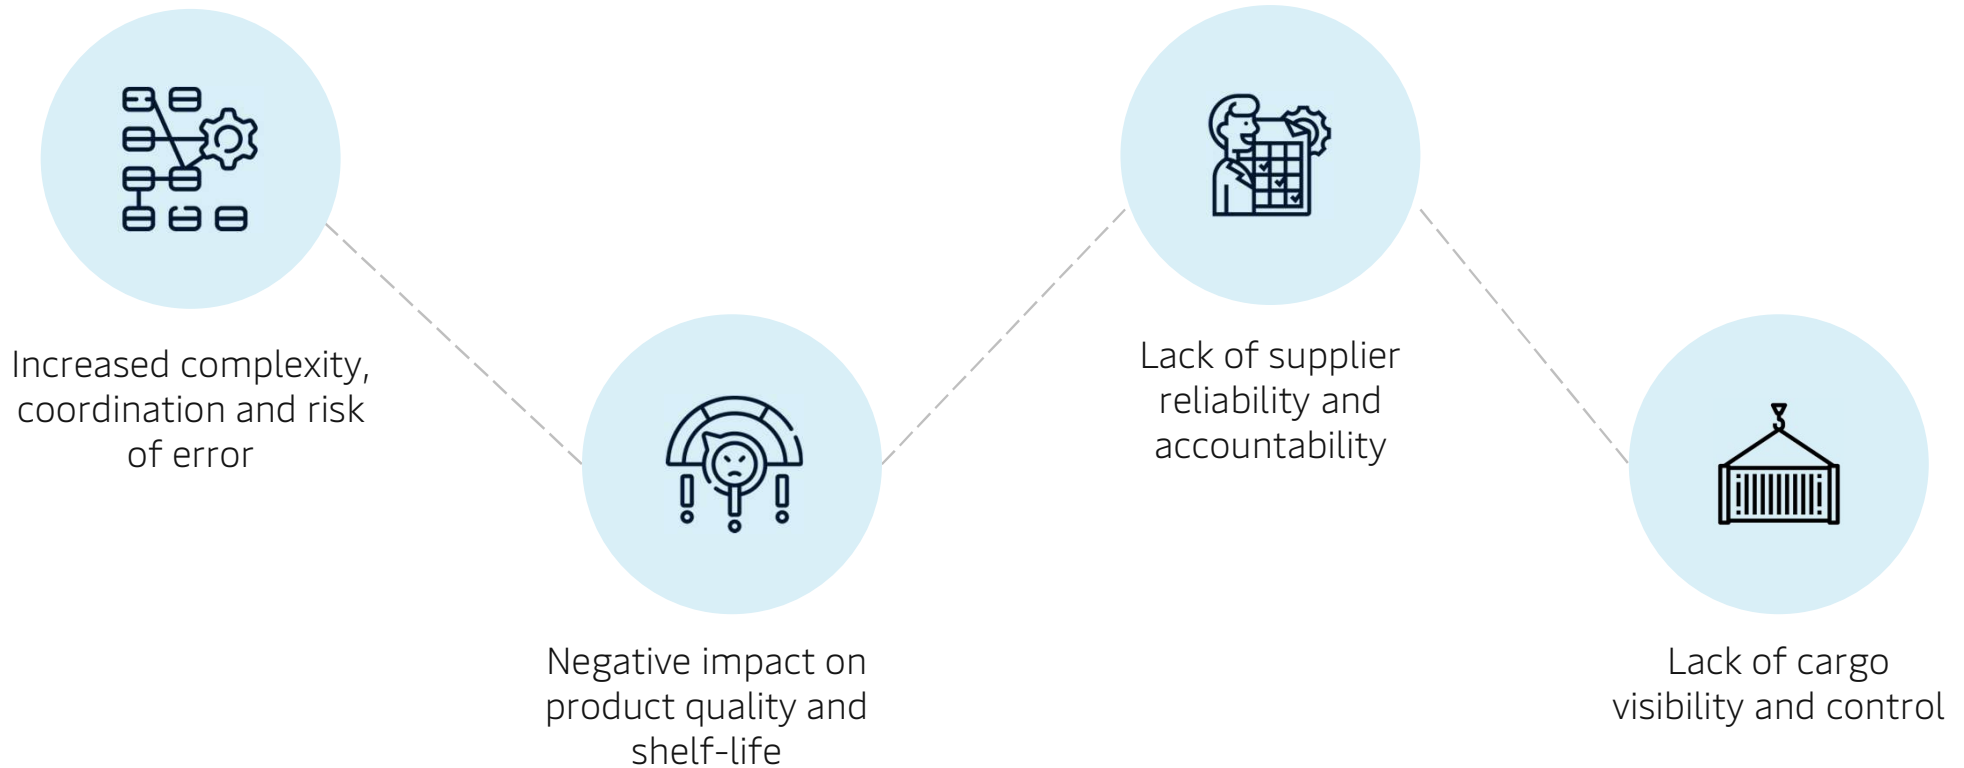 Increased complexity,
coordination and risk
of error
Negative impact on
product quality and
shelf-life
Lack of supplier
reliability and
accountability
Lack of cargo
visibility and control